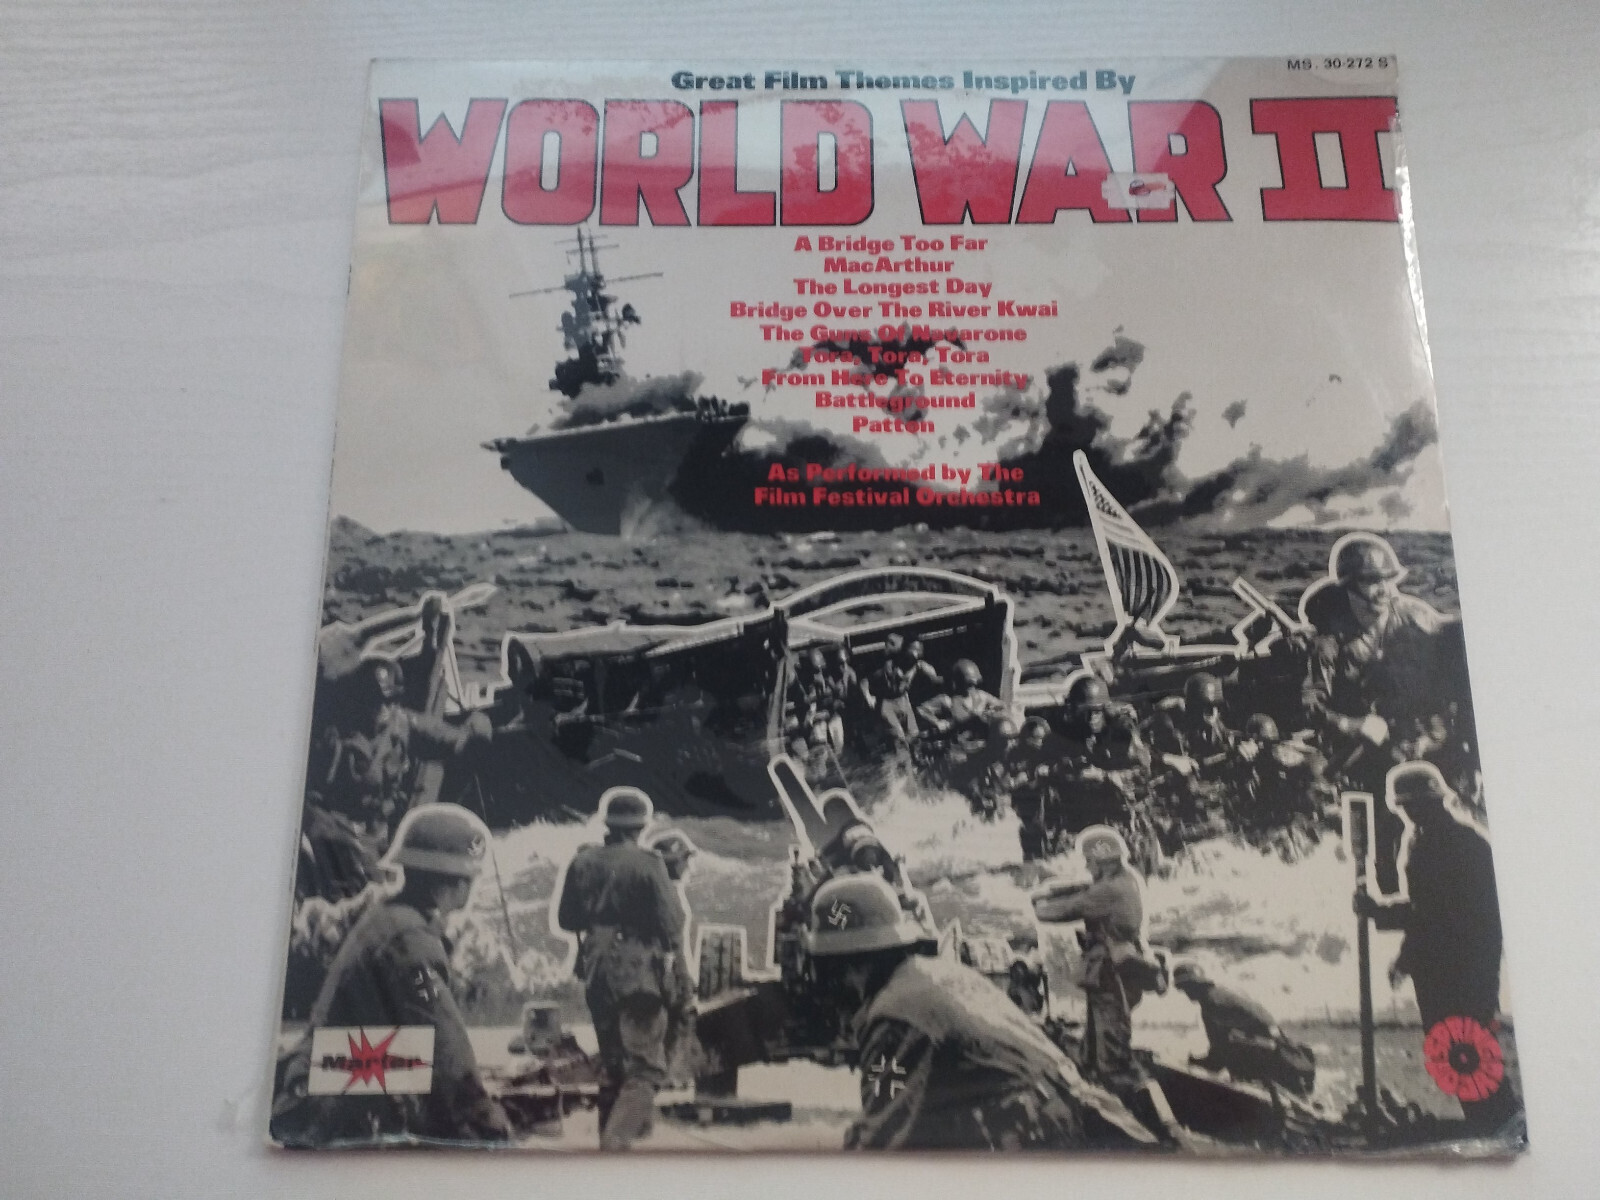 MS. 30-272 S
Great Film Themes Inspired By
WORLD WAR II
A Bridge Too Far
MacArthur
The Longest Day
Bridge Over The River Kwai
The Guns Of Navarone
Tora, Tora, Tora
From Here To Eternity
Battleground
Patton
As Performed by The
Film Festival Orchestra
Marfer